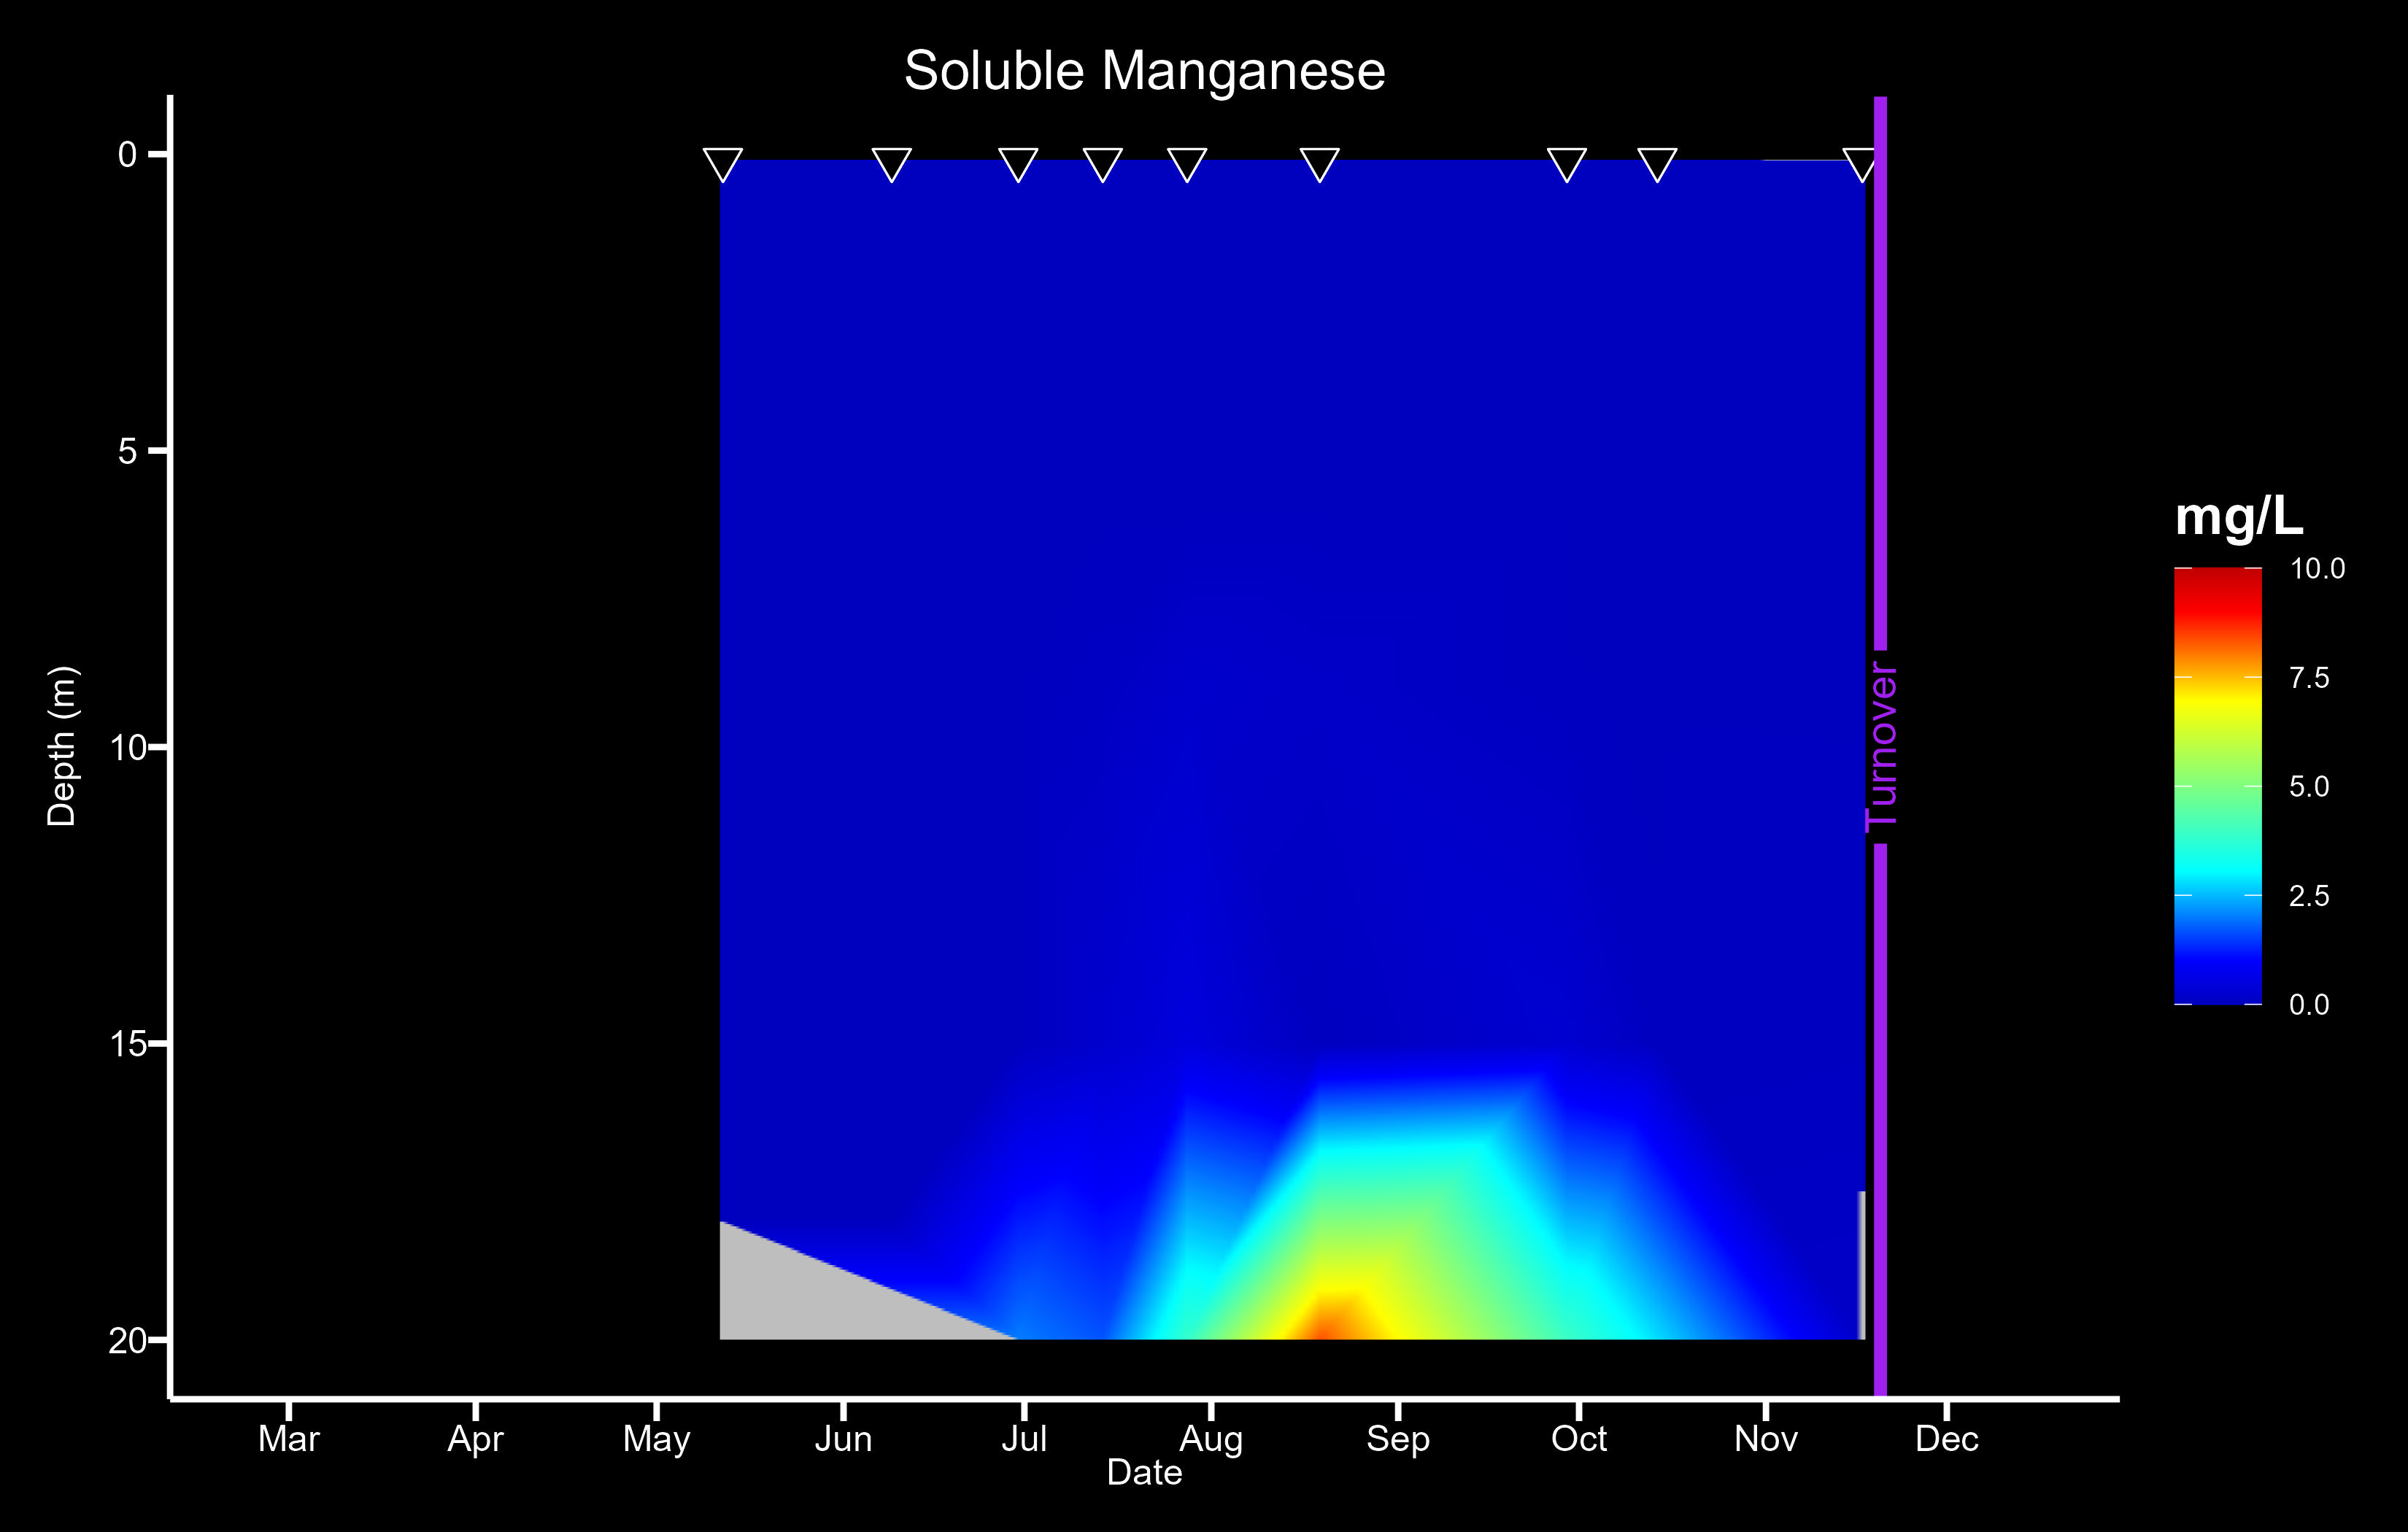 Soluble Manganese
0
5
10
15
20
Depth (m)
Turnover
mg/L
10.0
7.5
5.0
2.5
0.0
Mar Apr May Jun Jul Aug Sep Oct Nov Dec
Date